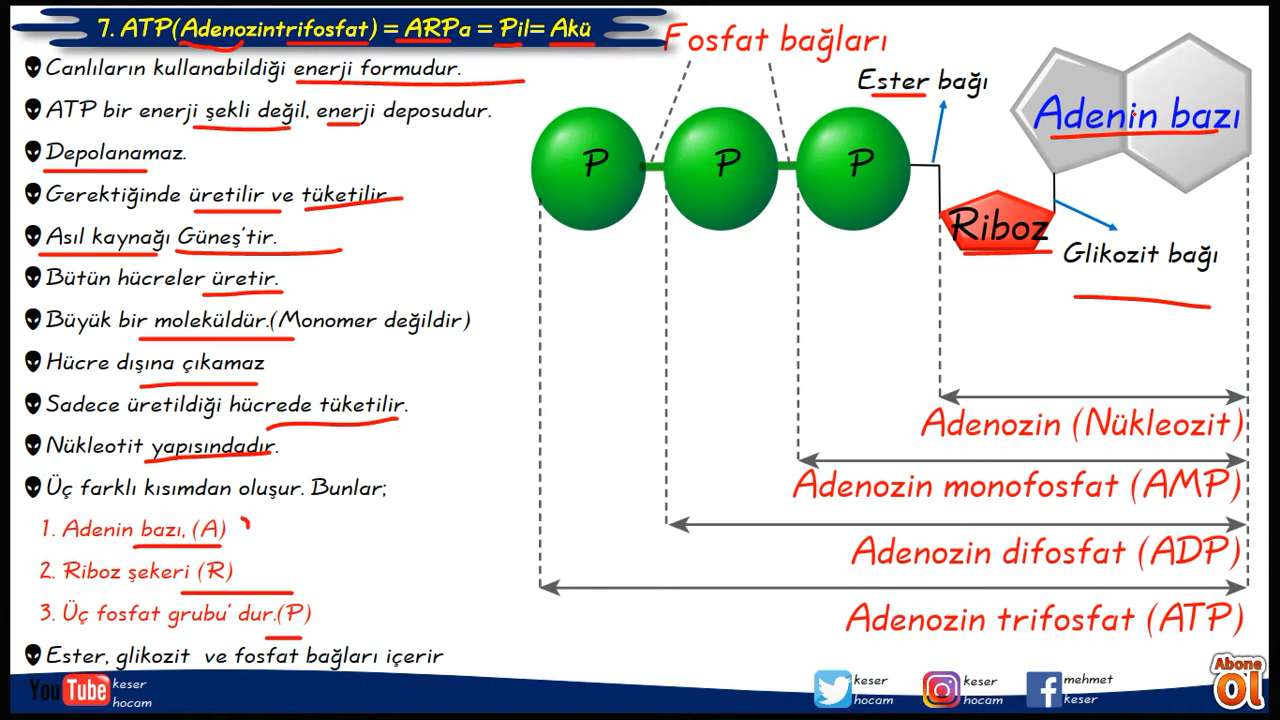 7. ATP(Adenozintrifosfat) = ARPa = Pil= Akü
Canlıların kullanabildiği enerji formudur.
ATP bir enerji şekli değil, enerji deposudur.
Depolanamaz.
Gerektiğinde üretilir ve tüketilir.
Asıl kaynağı Güneş'tir.
Bütün hücreler üretir.
Büyük bir moleküldür.(Monomer değildir)
Hücre dışına çıkamaz
Sadece üretildiği hücrede tüketilir.
Nükleotit yapısındadır.
Üç farklı kısımdan oluşur. Bunlar;
1. Adenin bazı, (A)
2. Riboz şekeri (R)
3. Üç fosfat grubu' dur.(P)
Ester, glikozit ve fosfat bağları içerir
Fosfat bağları
Ester bağı
Adenin bazı
P P P
Riboz
Glikozit bağı
Adenozin (Nükleozit)
Adenozin monofosfat (AMP)
Adenozin difosfat (ADP)
Adenozin trifosfat (ATP)
YouTube keser hocam
keser hocam
keser hocam
mehmet keser
Abone Ol